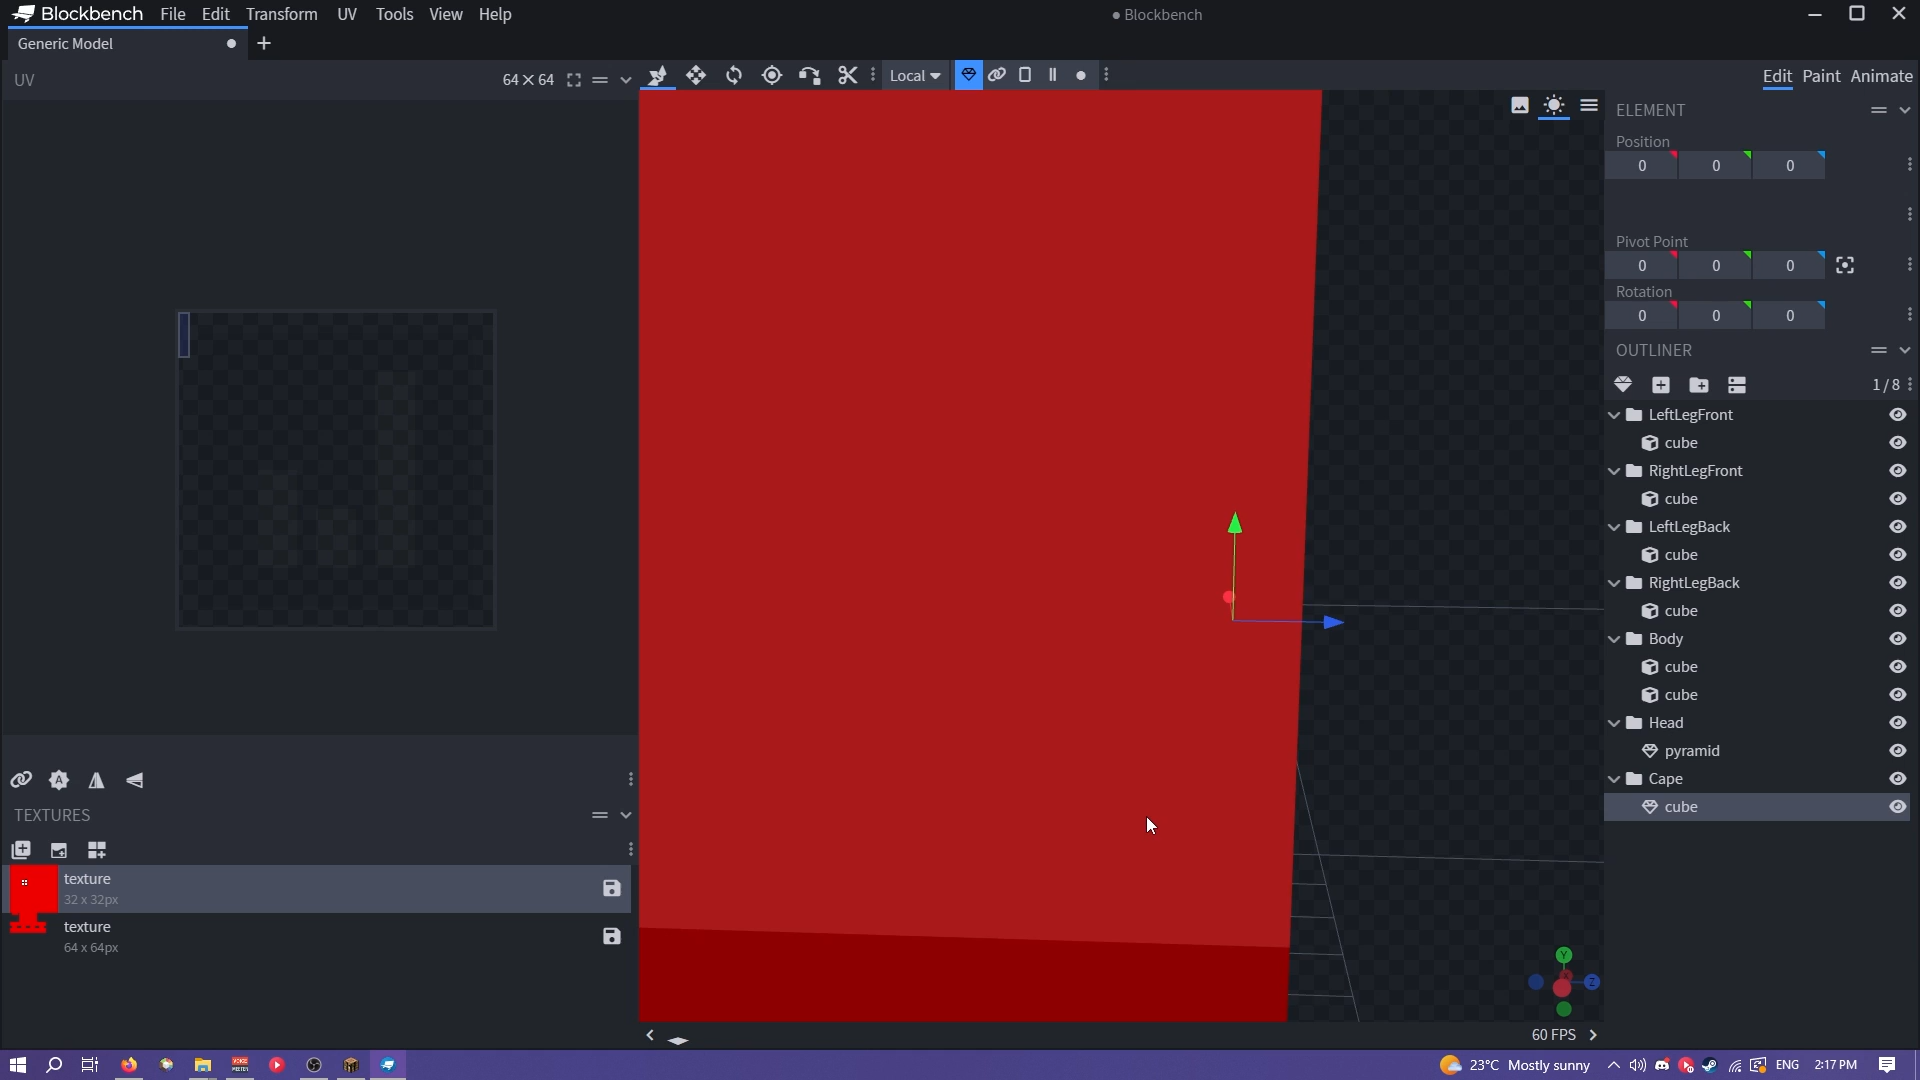 Blockbench File Edit Transform UV Tools View Help
Blockbench
Generic Model
UV
64 × 64
Local
Edit Paint Animate
ELEMENT
Position
0 0 0
Pivot Point
0 0 0
Rotation
0 0 0
OUTLINER
1 / 8
LeftLegFront
cube
RightLegFront
cube
LeftLegBack
cube
RightLegBack
cube
Body
cube
cube
Head
pyramid
Cape
cube
TEXTURES
texture
32 x 32px
texture
64 x 64px
Y
Z
60 FPS
23°C Mostly sunny
ENG
2:17 PM